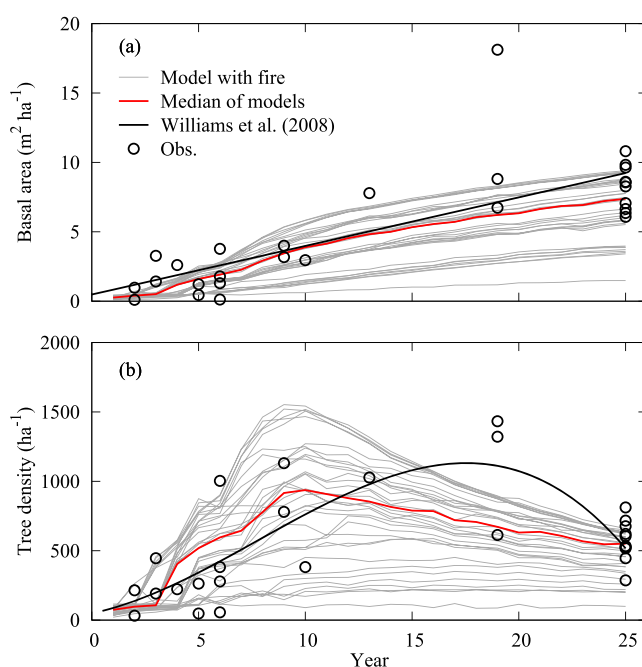 20
(a)
Model with fire
15
Median of models
Williams et al. (2008)
Obs.
10
Basal area (m² ha⁻¹)
5
0
2000
(b)
1500
1000
Tree density (ha⁻¹)
500
0
0 5 10 15 20 25
Year